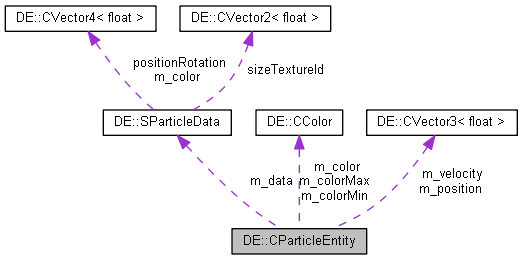 DE::CVector4< float >
DE::CVector2< float >
positionRotation
m_color
sizeTextureId
DE::SParticleData
DE::CColor
DE::CVector3< float >
m_data
m_color
m_colorMax
m_colorMin
m_velocity
m_position
DE::CParticleEntity